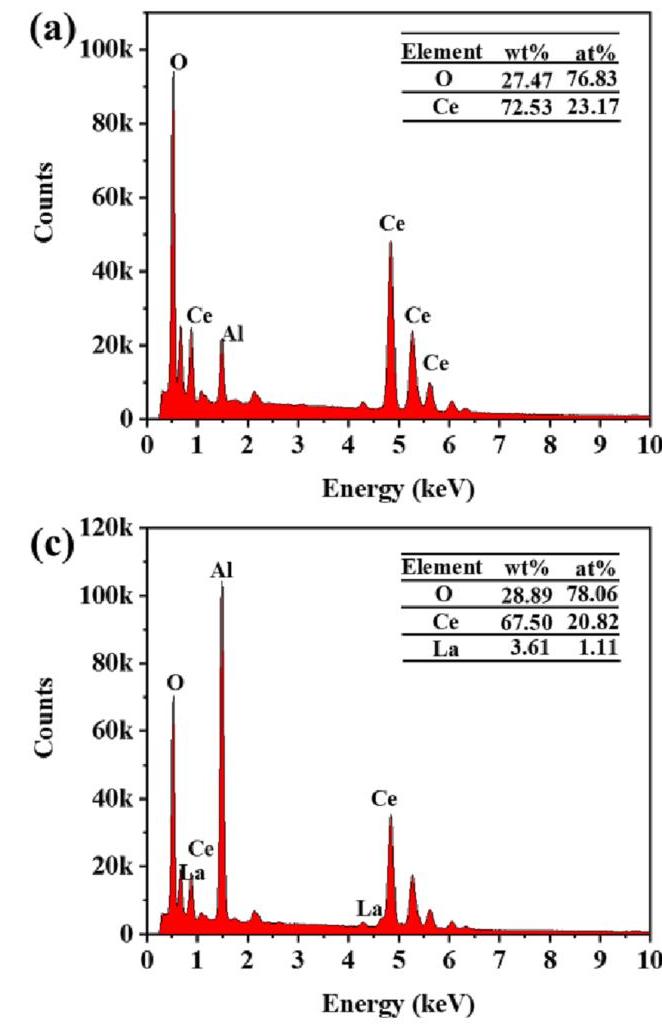 (a)
100k
80k
60k
40k
20k
0
Counts
O
Ce
Al
Ce
Ce
Ce
Element wt% at%
O 27.47 76.83
Ce 72.53 23.17
0 1 2 3 4 5 6 7 8 9 10
Energy (keV)
(c)
120k
100k
80k
60k
40k
20k
0
Counts
O
La
Ce
Al
La
Ce
Element wt% at%
O 28.89 78.06
Ce 67.50 20.82
La 3.61 1.11
0 1 2 3 4 5 6 7 8 9 10
Energy (keV)